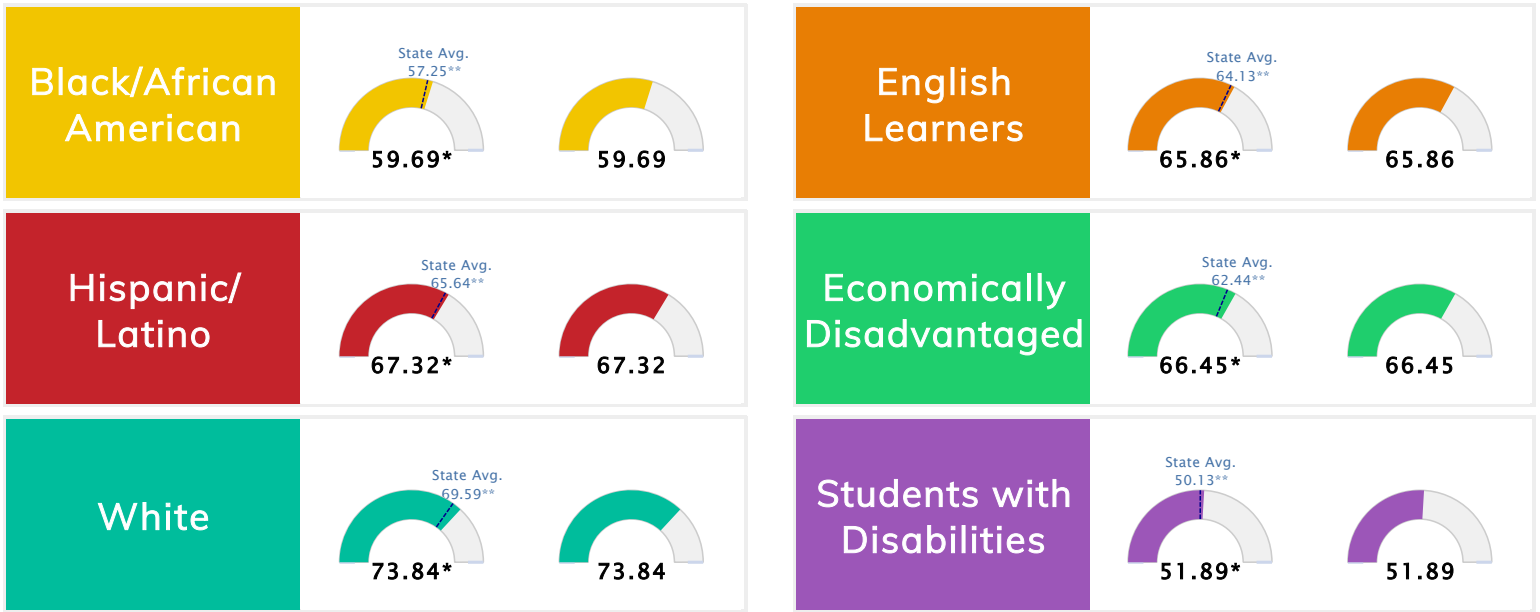 Black/African
American
State Avg.
57.25**
59.69*
59.69
English
Learners
State Avg.
64.13**
65.86*
65.86
Hispanic/
Latino
State Avg.
65.64**
67.32*
67.32
Economically
Disadvantaged
State Avg.
62.44**
66.45*
66.45
White
State Avg.
69.59**
73.84*
73.84
Students with
Disabilities
State Avg.
50.13**
51.89*
51.89